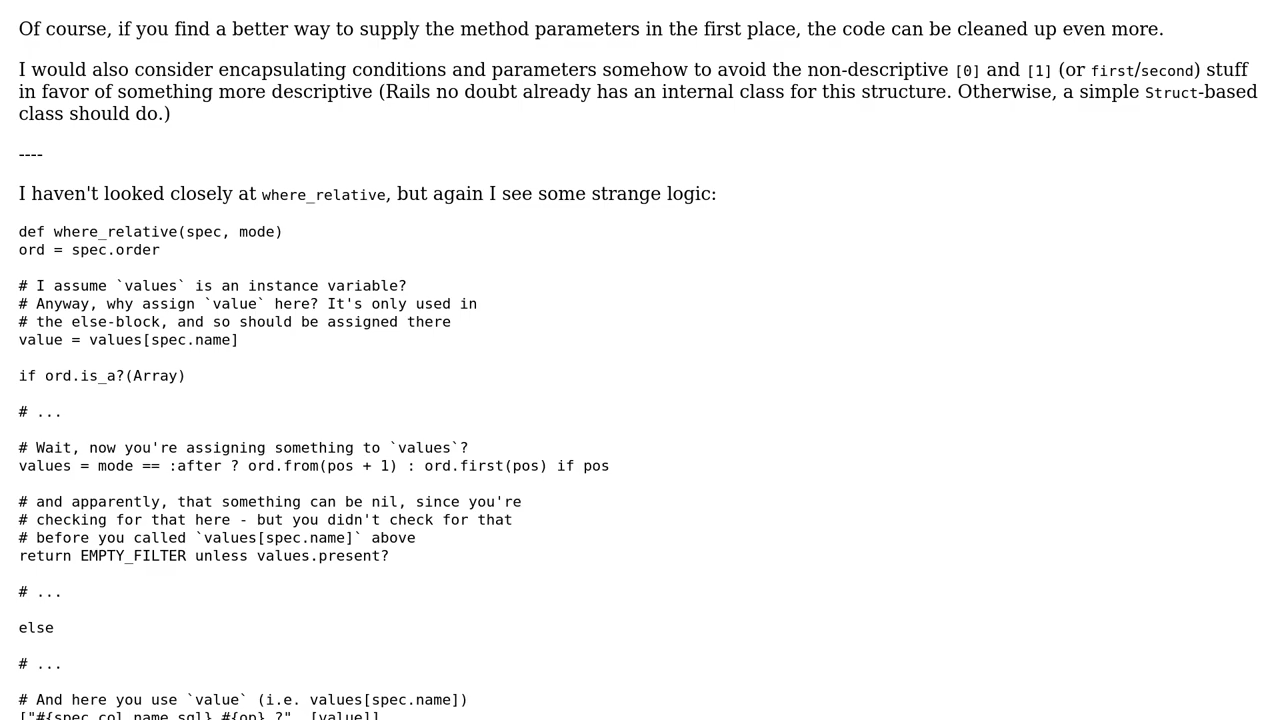 Of course, if you find a better way to supply the method parameters in the first place, the code can be cleaned up even more.
I would also consider encapsulating conditions and parameters somehow to avoid the non-descriptive [0] and [1] (or first/second) stuff
in favor of something more descriptive (Rails no doubt already has an internal class for this structure. Otherwise, a simple Struct-based
class should do.)
----
I haven't looked closely at where_relative, but again I see some strange logic:
def where_relative(spec, mode)
ord = spec.order
# I assume `values` is an instance variable?
# Anyway, why assign `value` here? It's only used in
# the else-block, and so should be assigned there
value = values[spec.name]
if ord.is_a?(Array)
# ...
# Wait, now you're assigning something to `values`?
values = mode == :after ? ord.from(pos + 1) : ord.first(pos) if pos
# and apparently, that something can be nil, since you're
# checking for that here - but you didn't check for that
# before you called `values[spec.name]` above
return EMPTY_FILTER unless values.present?
# ...
else
# ...
# And here you use `value` (i.e. values[spec.name])
["#{spec.col_name_sql} #{op} ?", [value]]